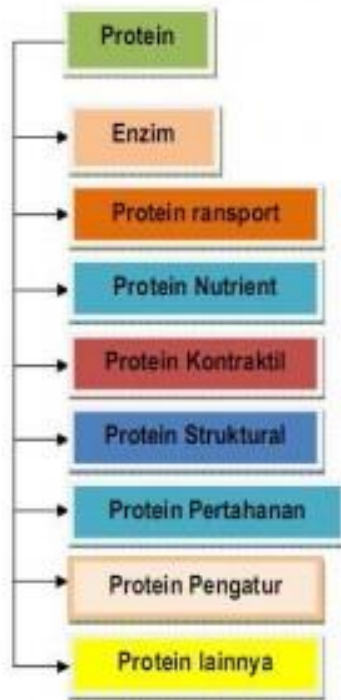 Protein
Enzim
Protein ransport
Protein Nutrient
Protein Kontraktil
Protein Struktural
Protein Pertahanan
Protein Pengatur
Protein lainnya